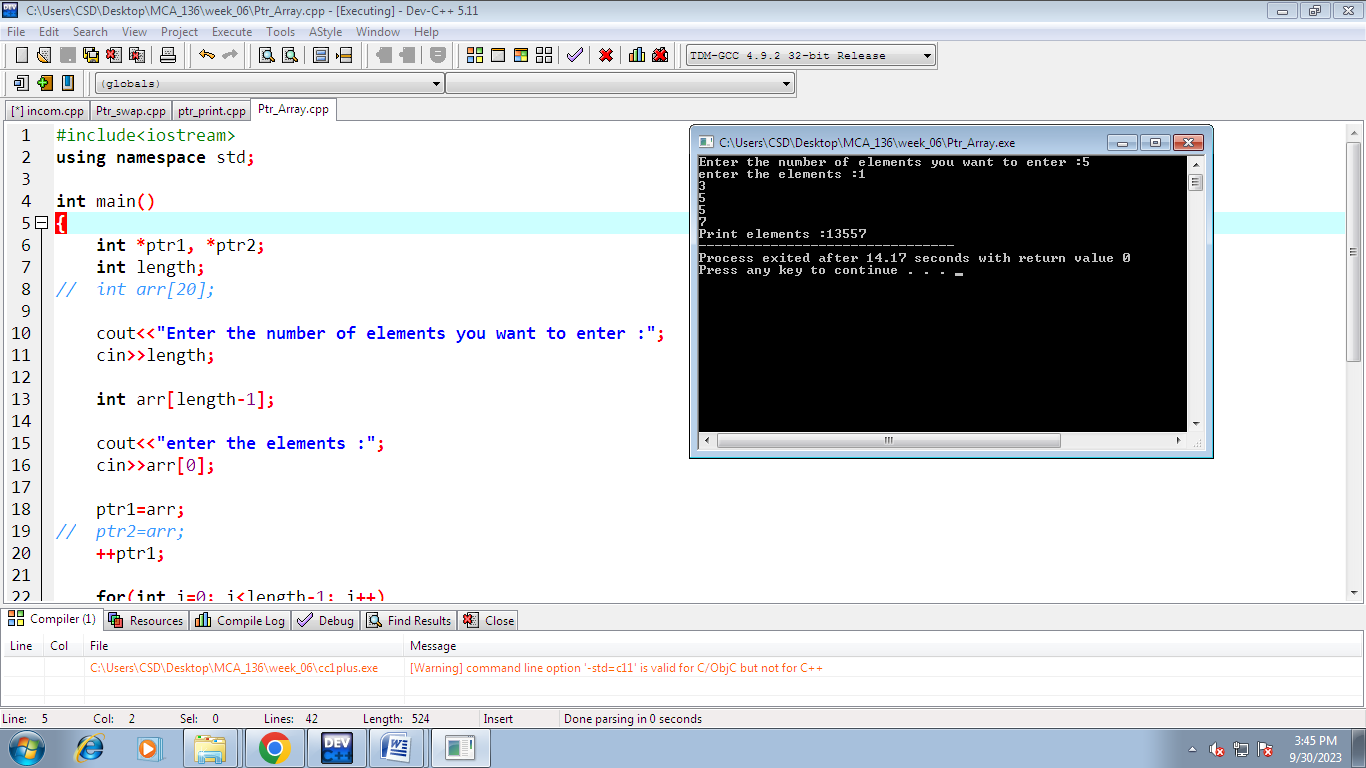 C:\Users\CSD\Desktop\MCA_136\week_06\Ptr_Array.cpp - [Executing] - Dev-C++ 5.11
File Edit Search View Project Execute Tools AStyle Window Help
TDM-GCC 4.9.2 32-bit Release
(globals)
[*] incom.cpp Ptr_swap.cpp ptr_print.cpp Ptr_Array.cpp
1 #include<iostream>
2 using namespace std;
3
4 int main()
5 {
6 int *ptr1, *ptr2;
7 int length;
8 // int arr[20];
9
10 cout<<"Enter the number of elements you want to enter :";
11 cin>>length;
12
13 int arr[length-1];
14
15 cout<<"enter the elements :";
16 cin>>arr[0];
17
18 ptr1=arr;
19 // ptr2=arr;
20 ++ptr1;
21
22 for(int i=0; i<length-1; i++)
C:\Users\CSD\Desktop\MCA_136\week_06\Ptr_Array.exe
Enter the number of elements you want to enter :5
enter the elements :1
3
5
5
7
Print elements :13557
--------------------------------
Process exited after 14.17 seconds with return value 0
Press any key to continue . . . _
Compiler (1) Resources Compile Log Debug Find Results Close
Line Col File Message
C:\Users\CSD\Desktop\MCA_136\week_06\cc1plus.exe [Warning] command line option '-std=c11' is valid for C/ObjC but not for C++
Line: 5 Col: 2 Sel: 0 Lines: 42 Length: 524 Insert Done parsing in 0 seconds
DEV C++
W
3:45 PM
9/30/2023